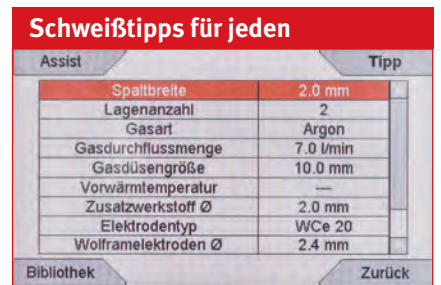 Schweißtipps für jeden
Assist Tipp
Spaltbreite 2.0 mm
Lagenanzahl 2
Gasart Argon
Gasdurchflussmenge 7.0 l/min
Gasdüsengröße 10.0 mm
Vorwärmtemperatur ---
Zusatzwerkstoff Ø 2.0 mm
Elektrodentyp WCe 20
Wolframelektroden Ø 2.4 mm
Bibliothek Zurück